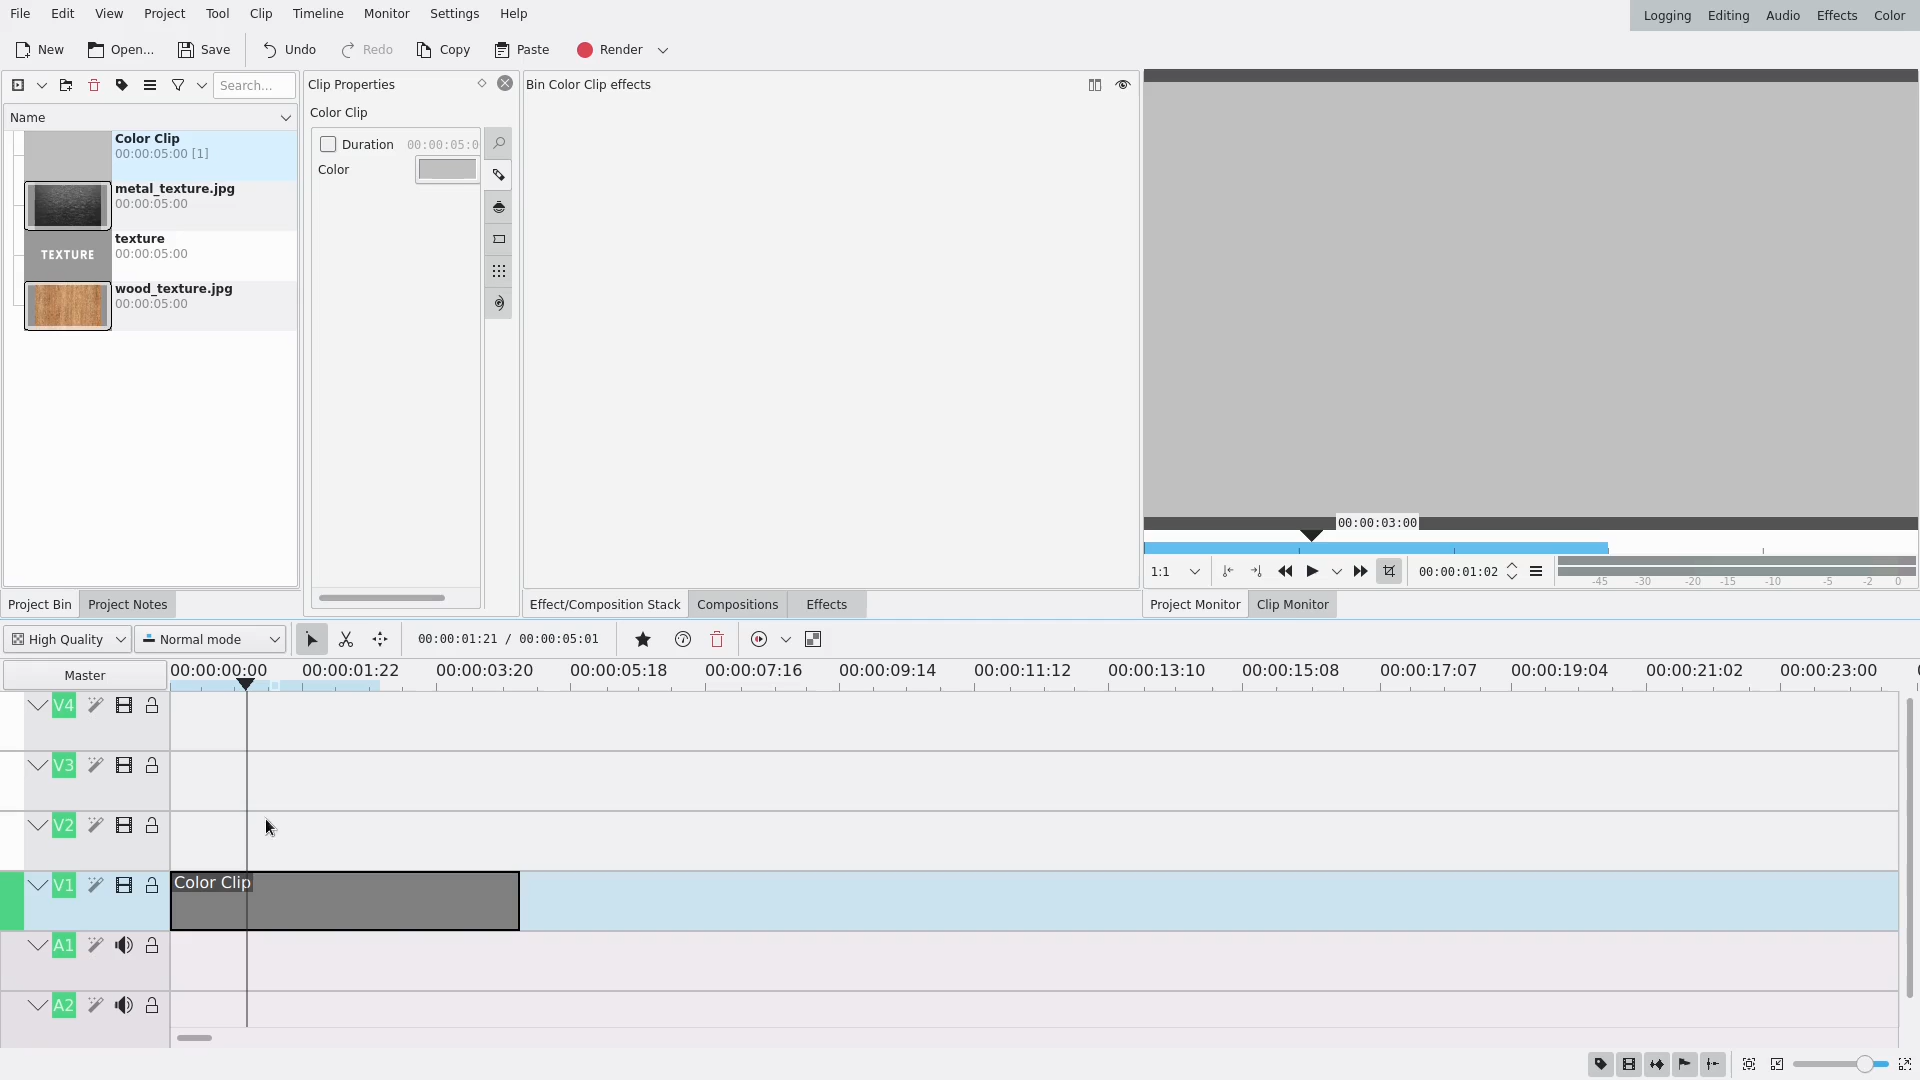 File Edit View Project Tool Clip Timeline Monitor Settings Help
Logging Editing Audio Effects Color
New Open... Save Undo Redo Copy Paste Render
Search...
Name
Color Clip
00:00:05:00 [1]
metal_texture.jpg
00:00:05:00
TEXTURE
texture
00:00:05:00
wood_texture.jpg
00:00:05:00
Project Bin Project Notes
Clip Properties
Color Clip
Duration 00:00:05:0
Color
Bin Color Clip effects
Effect/Composition Stack Compositions Effects
00:00:03:00
1:1 00:00:01:02
-45 -30 -20 -15 -10 -5 -2 0
Project Monitor Clip Monitor
High Quality Normal mode 00:00:01:21 / 00:00:05:01
Master 00:00:00:00 00:00:01:22 00:00:03:20 00:00:05:18 00:00:07:16 00:00:09:14 00:00:11:12 00:00:13:10 00:00:15:08 00:00:17:07 00:00:19:04 00:00:21:02 00:00:23:00
V4
V3
V2
V1 Color Clip
A1
A2